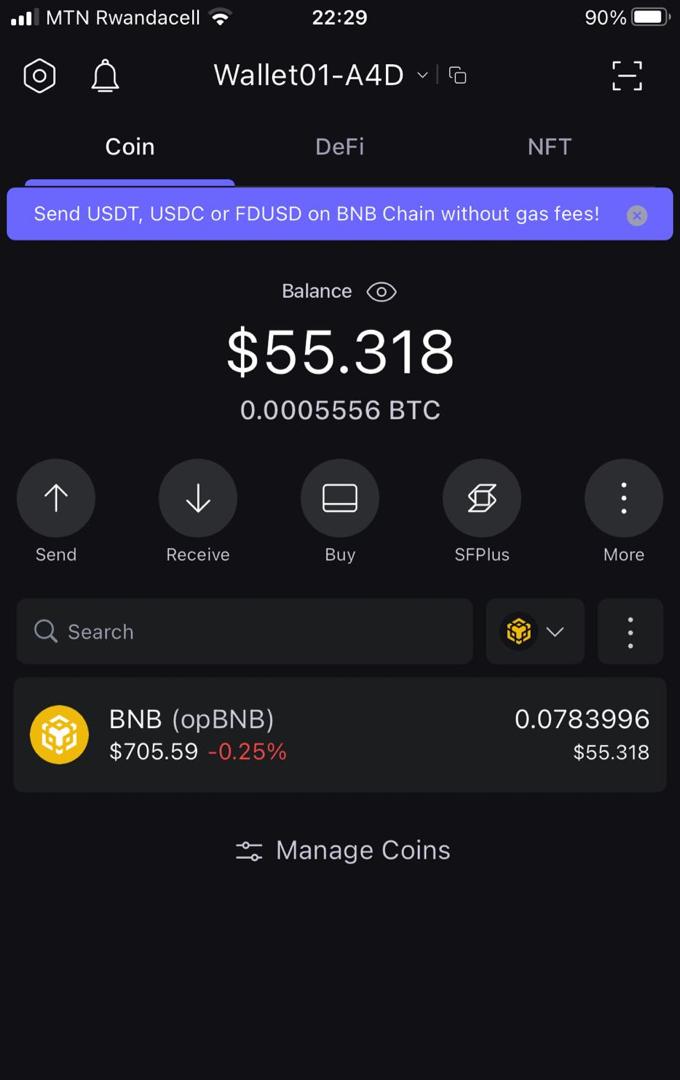 MTN Rwandacell 22:29 90%
Wallet01-A4D
Coin DeFi NFT
Send USDT, USDC or FDUSD on BNB Chain without gas fees!
Balance
$55.318
0.0005556 BTC
Send Receive Buy SFPlus More
Search
BNB (opBNB) 0.0783996
$705.59 -0.25% $55.318
Manage Coins